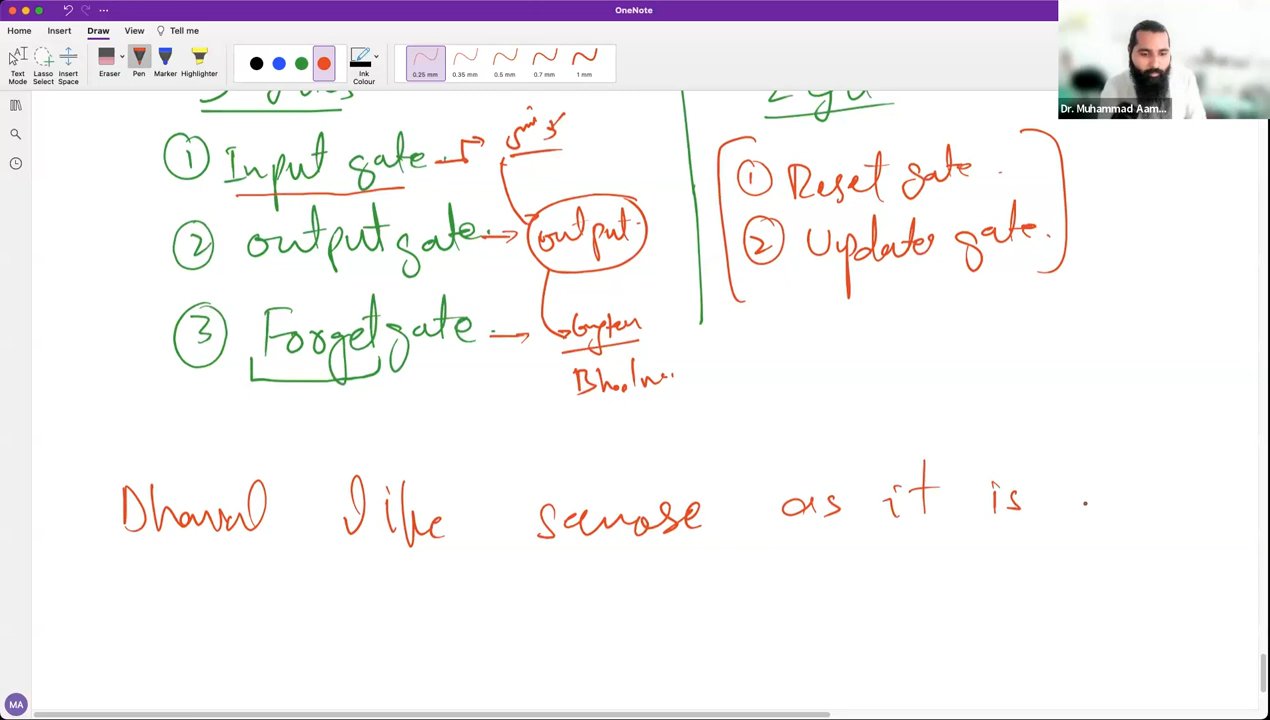 OneNote
Home Insert Draw View Tell me
Text Mode Lasso Select Insert Space Eraser Pen Marker Highlighter Ink Colour 0.25 mm 0.35 mm 0.5 mm 0.7 mm 1 mm
Dr. Muhammad Aam...
1 Input gate
2 output gate. output.
3 Forget gate.
1 Reset gate.
2 Update gate.
Dhaval like samose as it is
MA